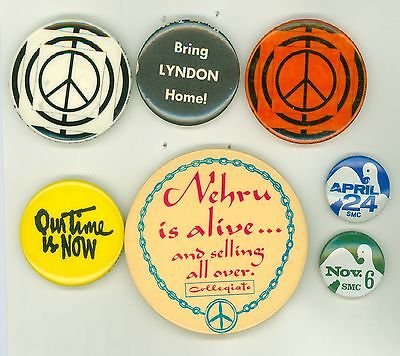 Bring
LYNDON
Home!
Our Time
is NOW
Nehru
is alive...
and selling
all over.
Collegiate
APRIL
24
SMC
Nov. 6
SMC